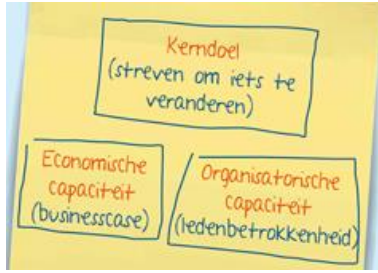 Kerndoel
(streven om iets te
veranderen)
Economische
capaciteit
(businesscase)
Organisatorische
capaciteit
(ledenbetrokkenheid)